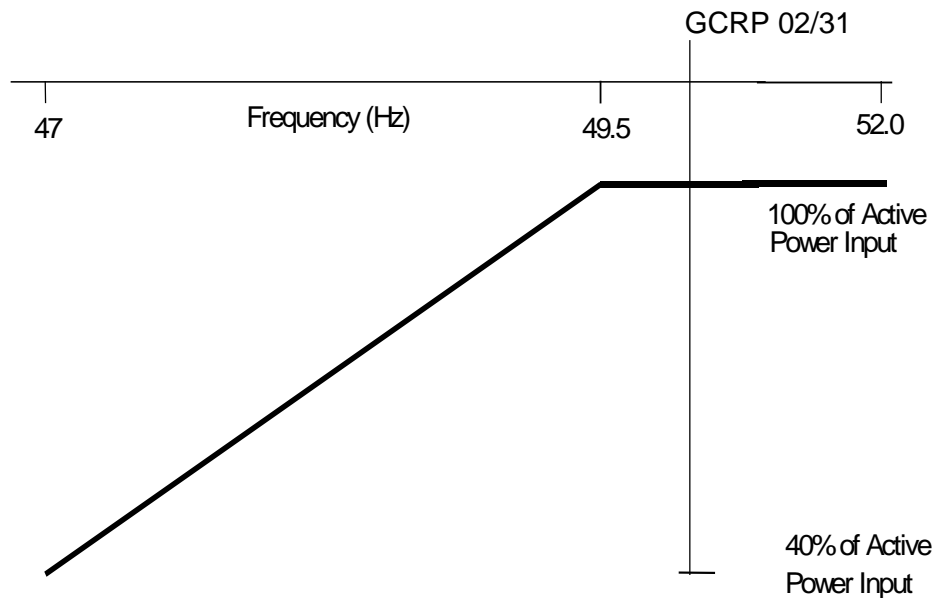 GCRP 02/31
47
Frequency (Hz)
49.5
52.0
100% of Active
Power Input
40% of Active
Power Input